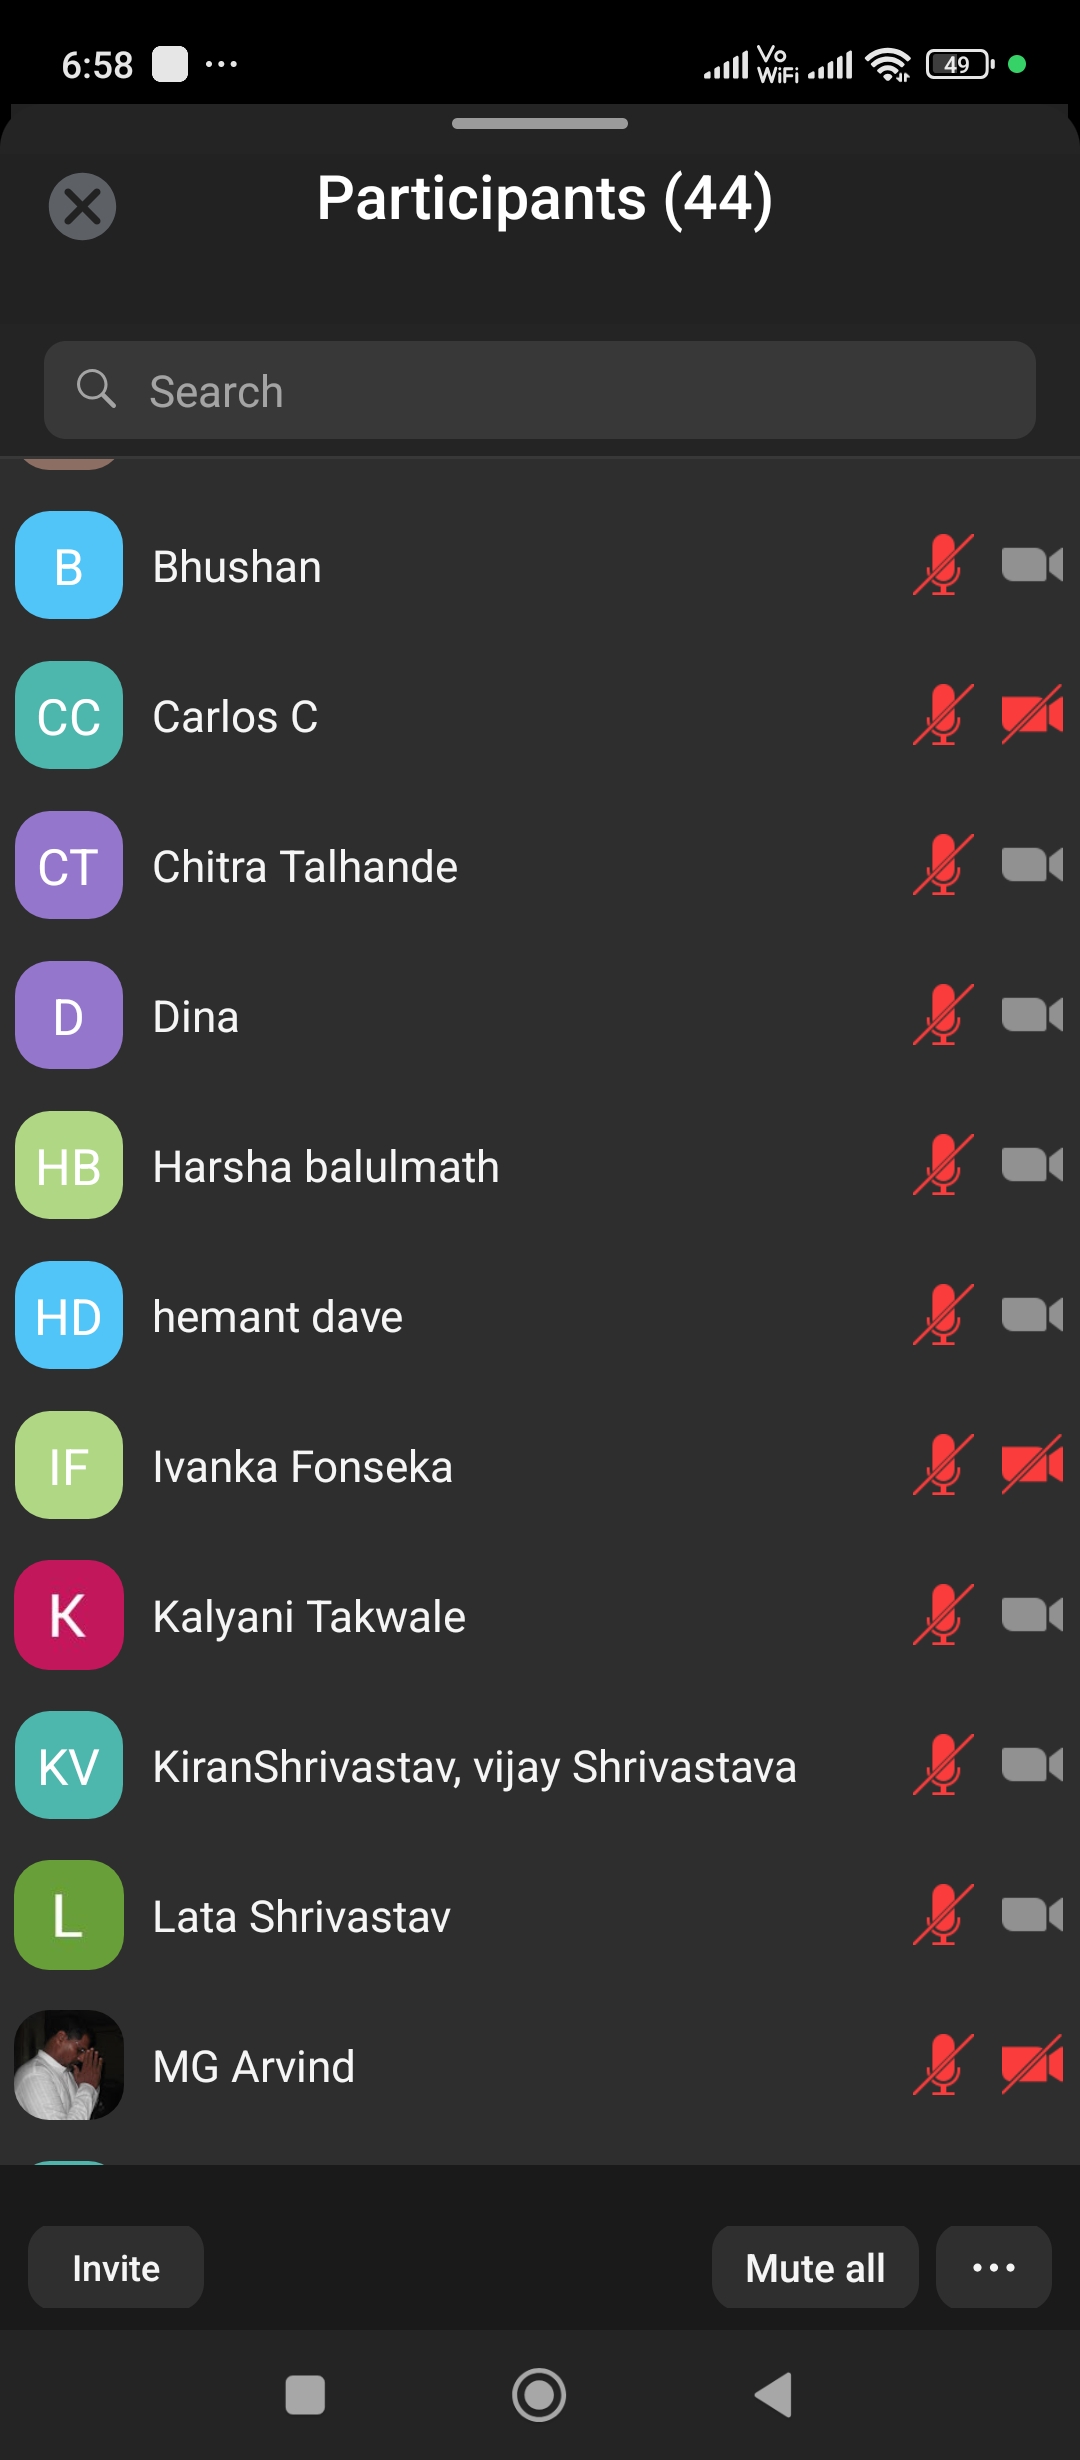 6:58
Vo
WiFi
49
Participants (44)
Search
B Bhushan
CC Carlos C
CT Chitra Talhande
D Dina
HB Harsha balulmath
HD hemant dave
IF Ivanka Fonseka
K Kalyani Takwale
KV KiranShrivastav, vijay Shrivastava
L Lata Shrivastav
MG Arvind
Invite Mute all